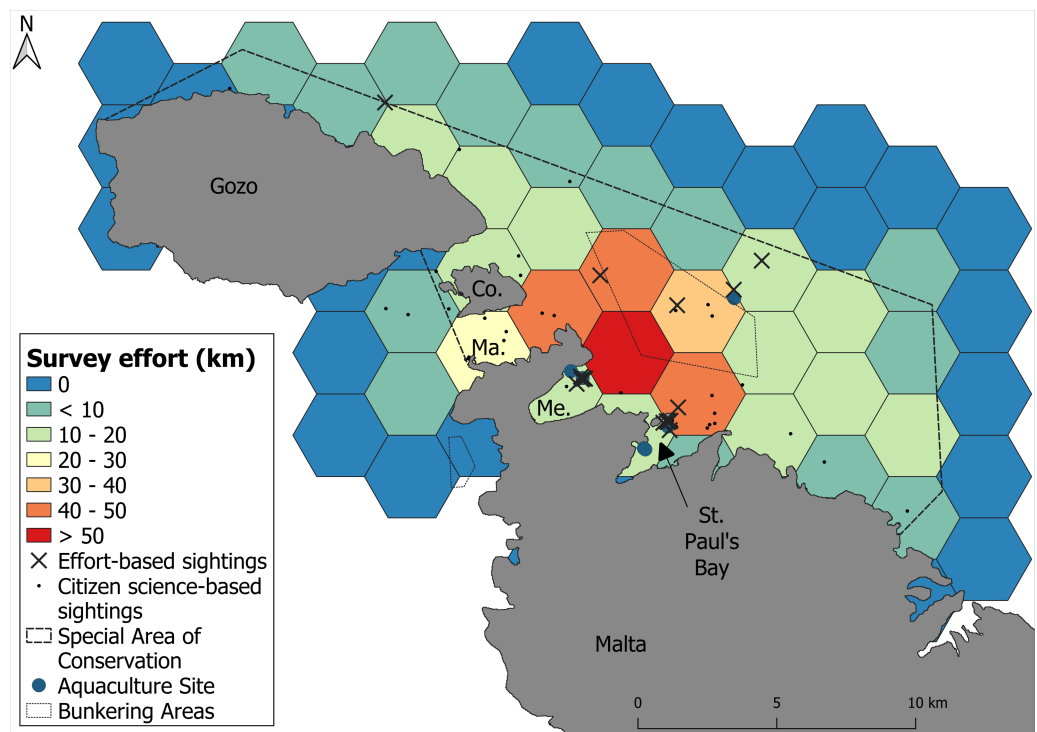 N
Gozo
Co.
Ma.
Me.
St.
Paul's
Bay
Malta
Survey effort (km)
0
< 10
10 - 20
20 - 30
30 - 40
40 - 50
> 50
Effort-based sightings
Citizen science-based
sightings
Special Area of
Conservation
Aquaculture Site
Bunkering Areas
0 5 10 km